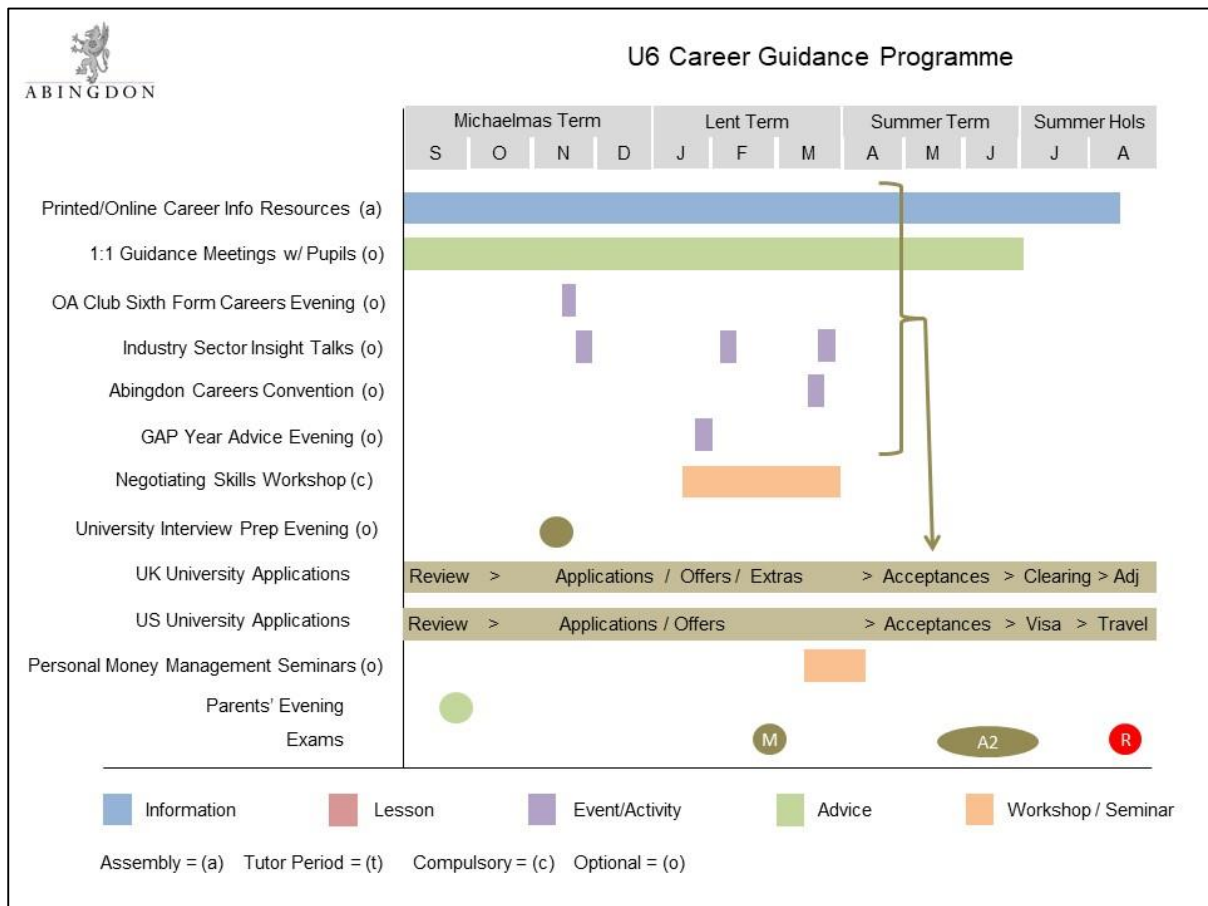 ABINGDON
U6 Career Guidance Programme
Michaelmas Term Lent Term Summer Term Summer Hols
S O N D J F M A M J J A
Printed/Online Career Info Resources (a)
1:1 Guidance Meetings w/ Pupils (o)
OA Club Sixth Form Careers Evening (o)
Industry Sector Insight Talks (o)
Abingdon Careers Convention (o)
GAP Year Advice Evening (o)
Negotiating Skills Workshop (c)
University Interview Prep Evening (o)
UK University Applications Review > Applications / Offers / Extras > Acceptances > Clearing > Adj
US University Applications Review > Applications / Offers > Acceptances > Visa > Travel
Personal Money Management Seminars (o)
Parents' Evening
Exams M A2 R
Information Lesson Event/Activity Advice Workshop / Seminar
Assembly = (a) Tutor Period = (t) Compulsory = (c) Optional = (o)